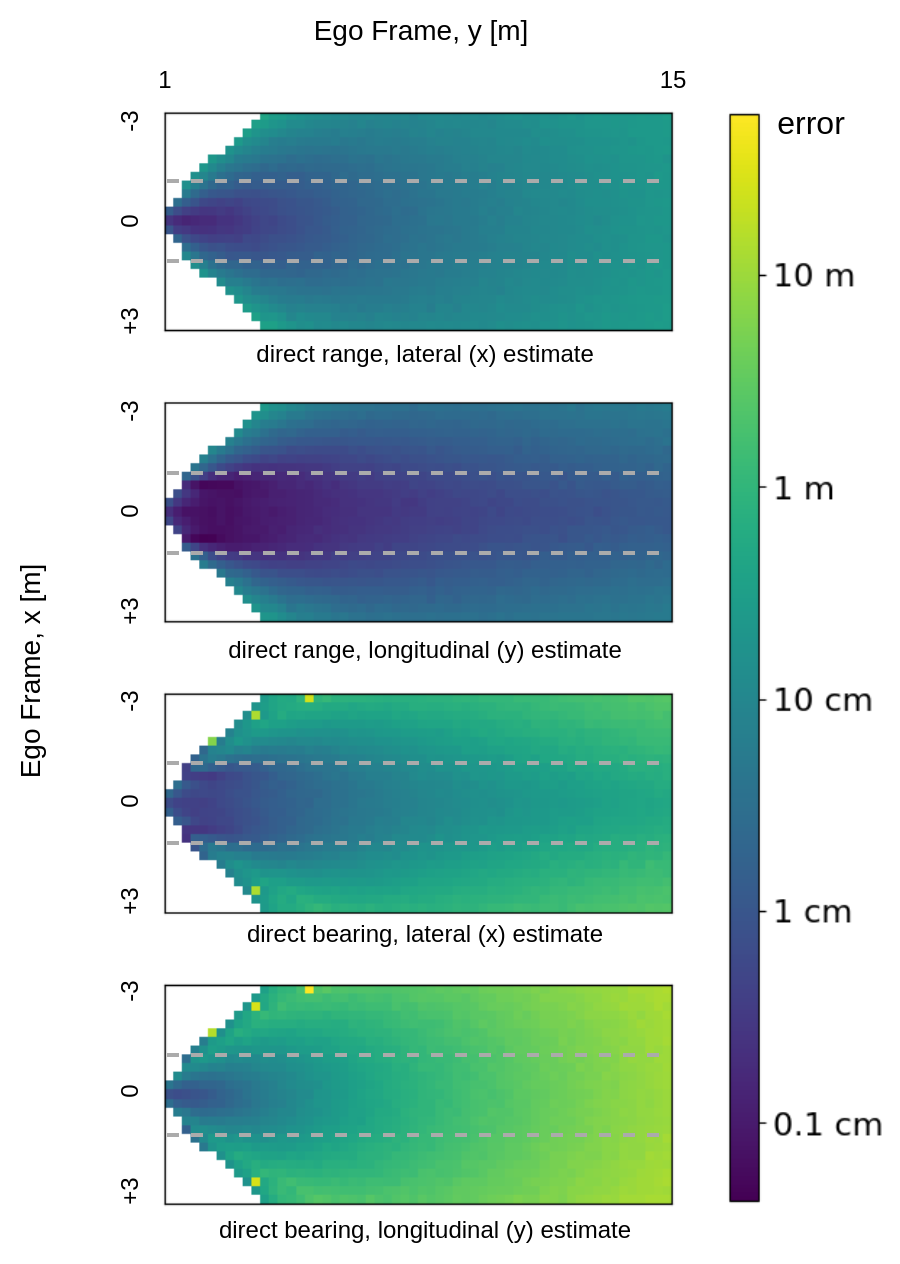 Ego Frame, y [m]
1
15
error
-3
0
+3
direct range, lateral (x) estimate
10 m
-3
0
+3
direct range, longitudinal (y) estimate
1 m
Ego Frame, x [m]
-3
0
+3
direct bearing, lateral (x) estimate
10 cm
1 cm
-3
0
+3
direct bearing, longitudinal (y) estimate
0.1 cm